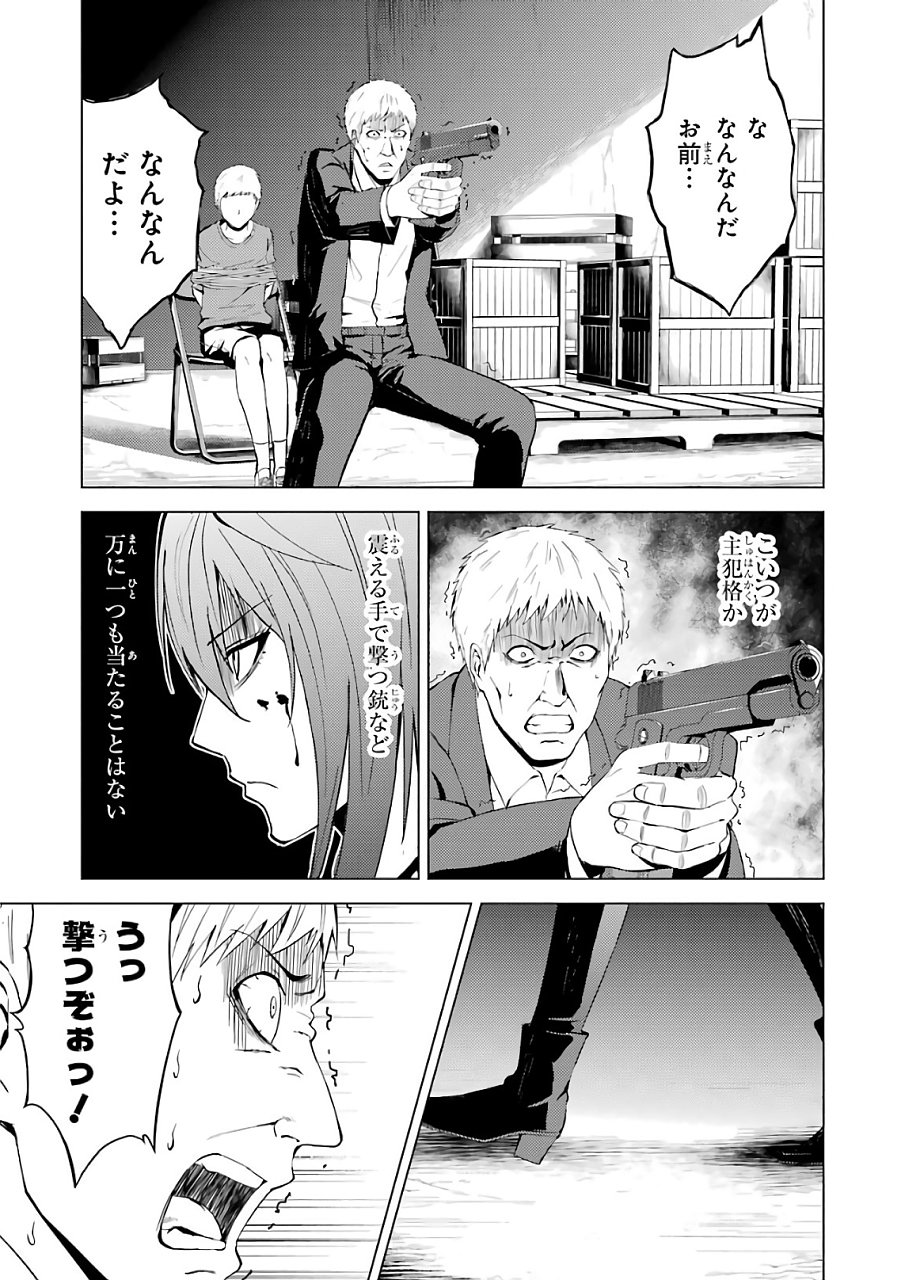 な
なんなんだ
お前…
なんなん
だよ…
こいつが
主犯格か
震える手で撃つ銃など
万に一つも当たることはない
うっ
撃つぞぉっ！